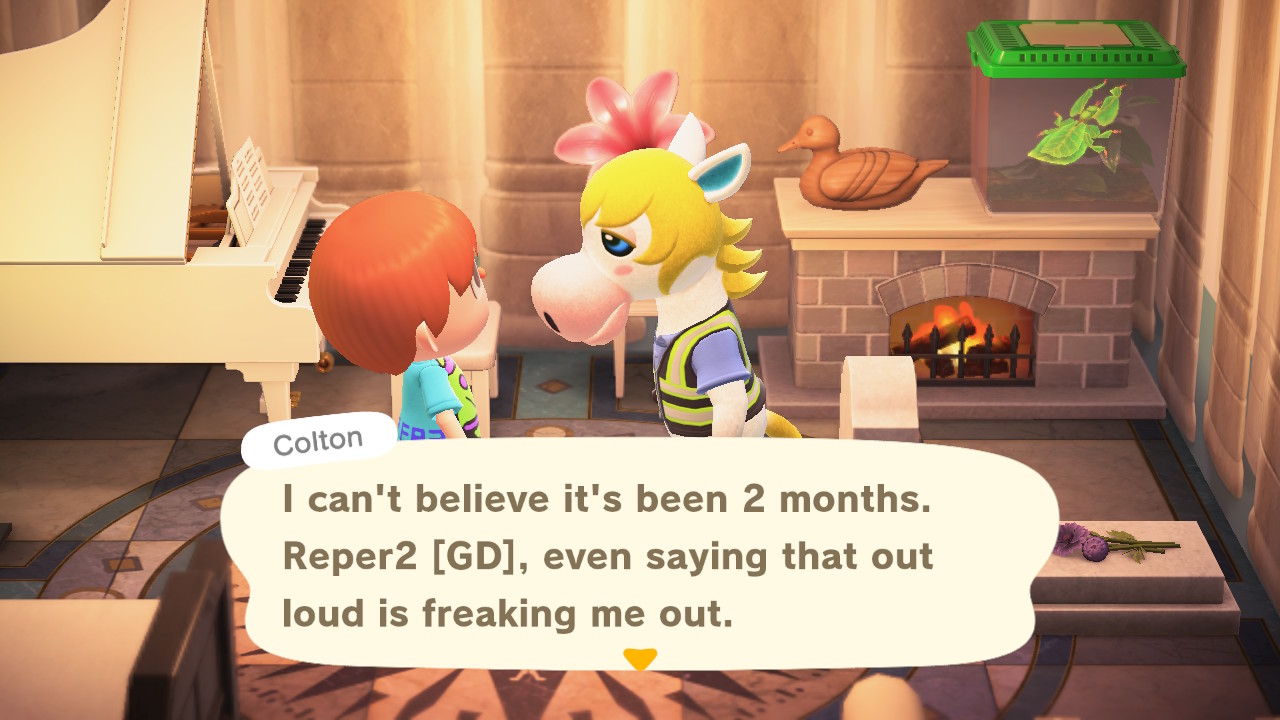 Colton
I can't believe it's been 2 months.
Reper2 [GD], even saying that out
loud is freaking me out.